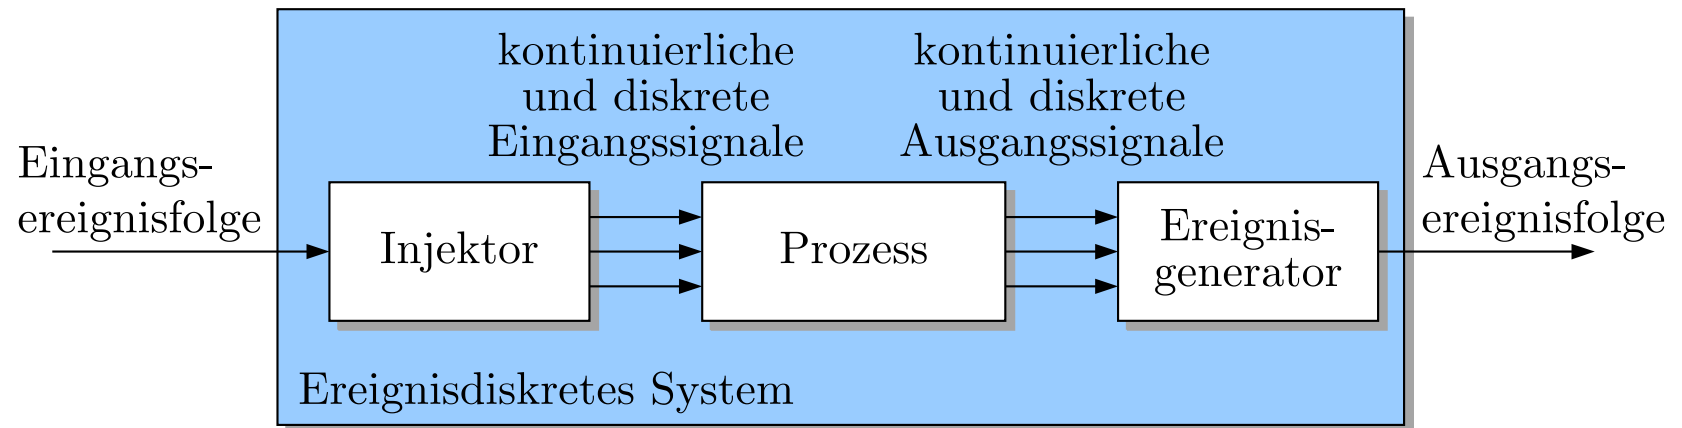 kontinuierliche
und diskrete
Eingangssignale
kontinuierliche
und diskrete
Ausgangssignale
Eingangs-
ereignisfolge
Injektor
Prozess
Ereignis-
generator
Ausgangs-
ereignisfolge
Ereignisdiskretes System